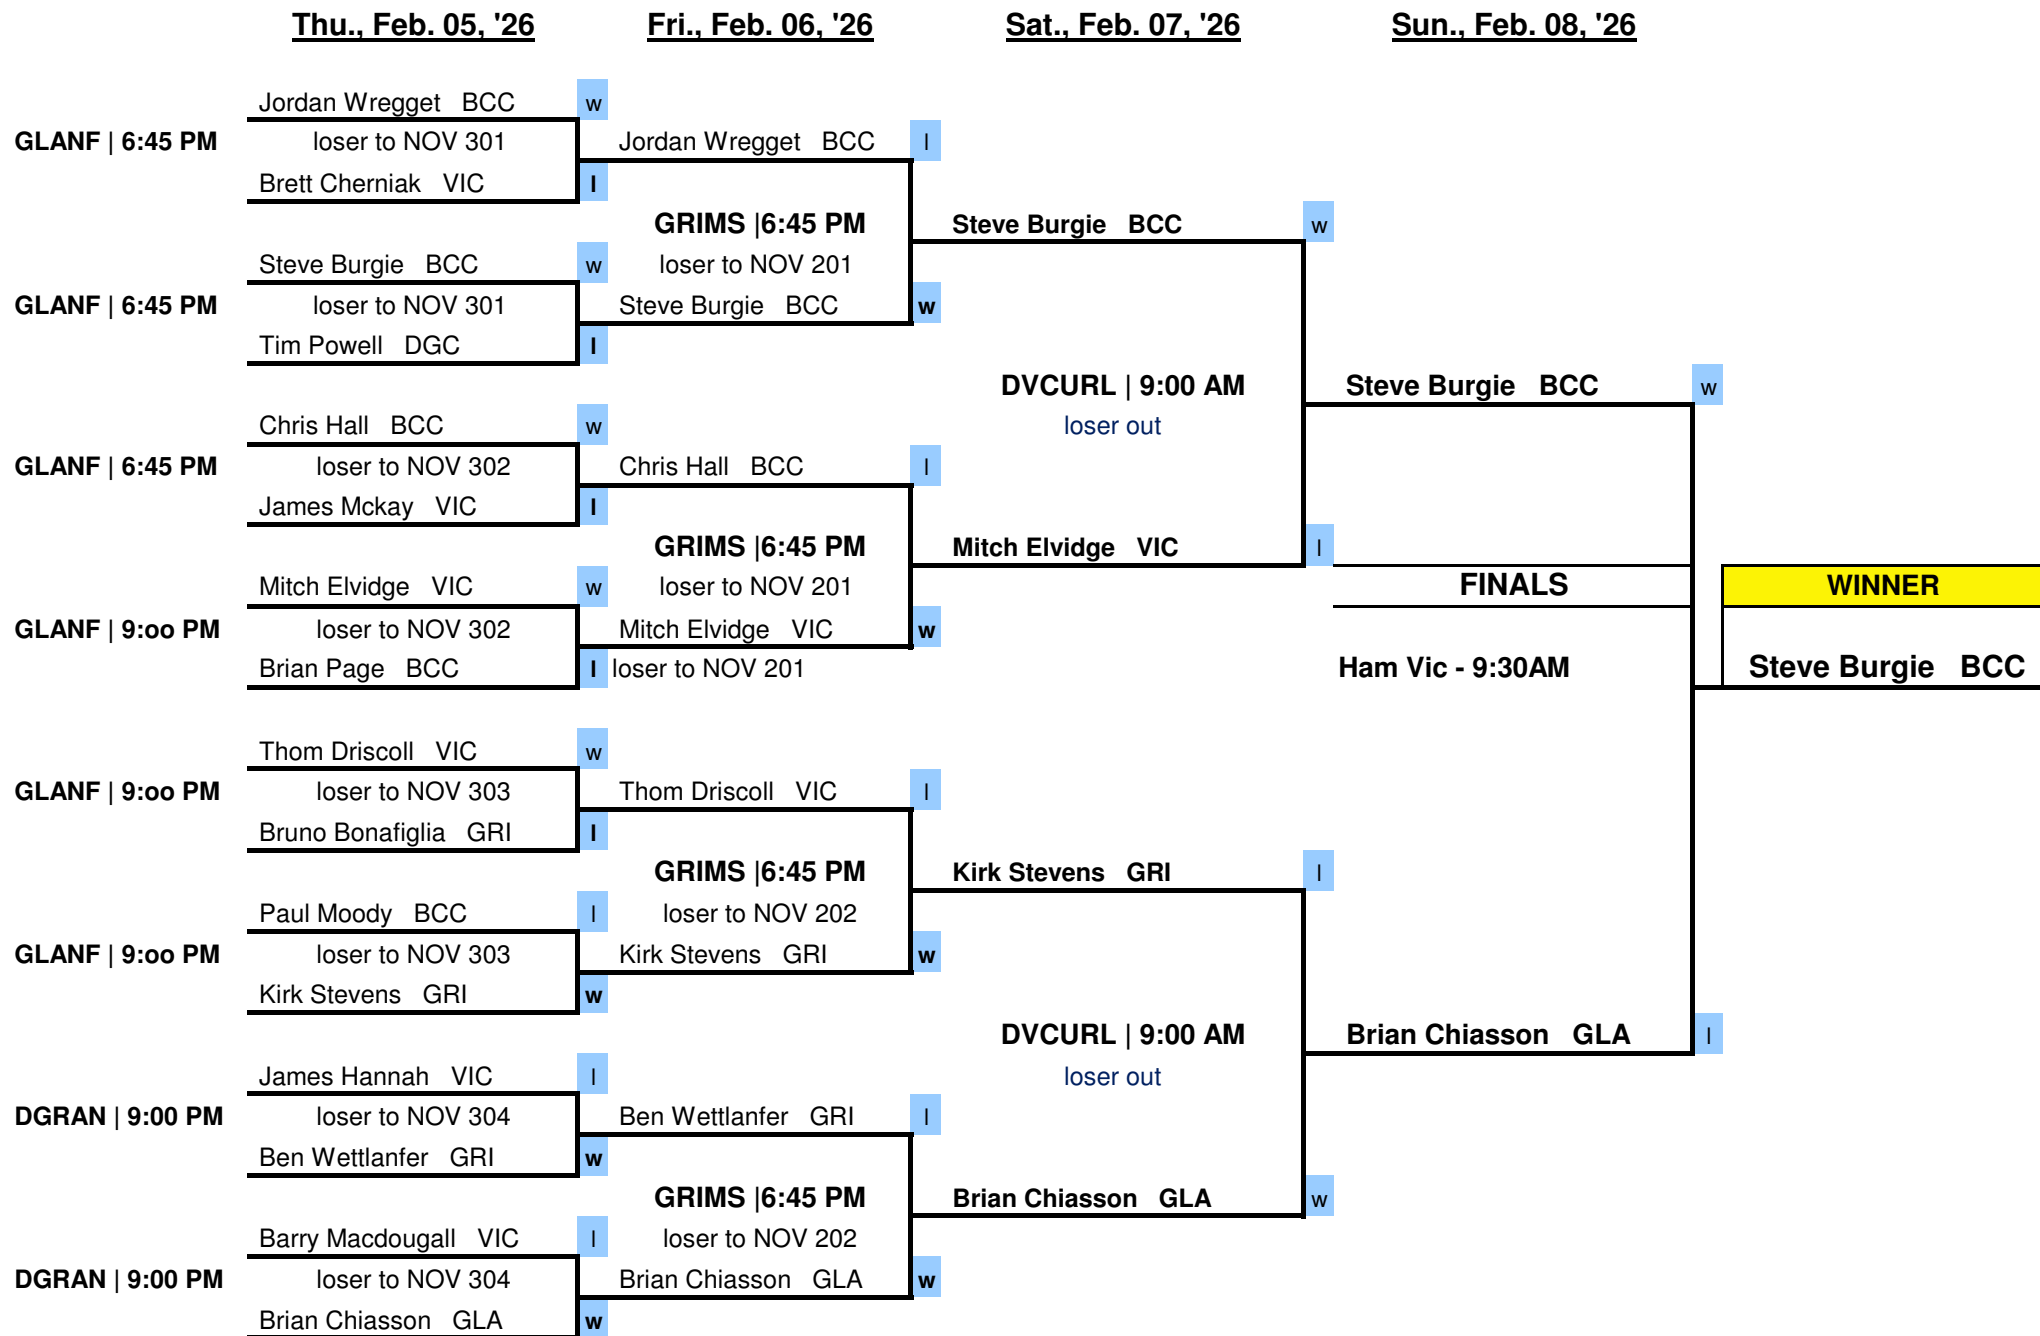 Thu., Feb. 05, '26 Fri., Feb. 06, '26 Sat., Feb. 07, '26 Sun., Feb. 08, '26
Jordan Wregget BCC w
GLANF | 6:45 PM loser to NOV 301 Jordan Wregget BCC l
Brett Cherniak VIC l
GRIMS |6:45 PM Steve Burgie BCC w
Steve Burgie BCC w loser to NOV 201
GLANF | 6:45 PM loser to NOV 301 Steve Burgie BCC w
Tim Powell DGC l
DVCURL | 9:00 AM Steve Burgie BCC w
Chris Hall BCC w loser out
GLANF | 6:45 PM loser to NOV 302 Chris Hall BCC l
James Mckay VIC l
GRIMS |6:45 PM Mitch Elvidge VIC l
Mitch Elvidge VIC w loser to NOV 201 FINALS WINNER
GLANF | 9:oo PM loser to NOV 302 Mitch Elvidge VIC w
Brian Page BCC l loser to NOV 201 Ham Vic - 9:30AM Steve Burgie BCC
Thom Driscoll VIC w
GLANF | 9:oo PM loser to NOV 303 Thom Driscoll VIC l
Bruno Bonafiglia GRI l
GRIMS |6:45 PM Kirk Stevens GRI l
Paul Moody BCC l loser to NOV 202
GLANF | 9:oo PM loser to NOV 303 Kirk Stevens GRI w
Kirk Stevens GRI w
DVCURL | 9:00 AM Brian Chiasson GLA l
James Hannah VIC l loser out
DGRAN | 9:00 PM loser to NOV 304 Ben Wettlanfer GRI l
Ben Wettlanfer GRI w
GRIMS |6:45 PM Brian Chiasson GLA w
Barry Macdougall VIC l loser to NOV 202
DGRAN | 9:00 PM loser to NOV 304 Brian Chiasson GLA w
Brian Chiasson GLA w